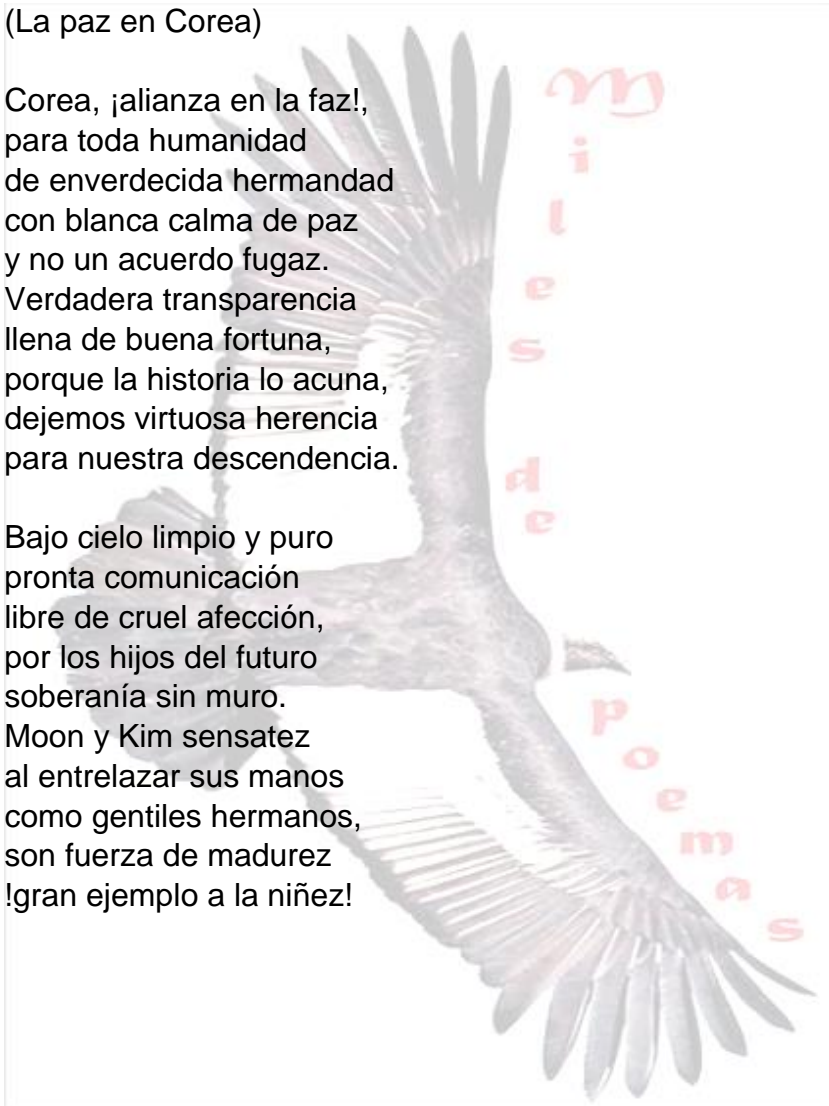 (La paz en Corea)

Corea, ¡alianza en la faz!,
para toda humanidad
de enverdecida hermandad
con blanca calma de paz
y no un acuerdo fugaz.
Verdadera transparencia
llena de buena fortuna,
porque la historia lo acuna,
dejemos virtuosa herencia
para nuestra descendencia.

Bajo cielo limpio y puro
pronta comunicación
libre de cruel afección,
por los hijos del futuro
soberanía sin muro.
Moon y Kim sensatez
al entrelazar sus manos
como gentiles hermanos,
son fuerza de madurez
!gran ejemplo a la niñez!

Miles de poemas